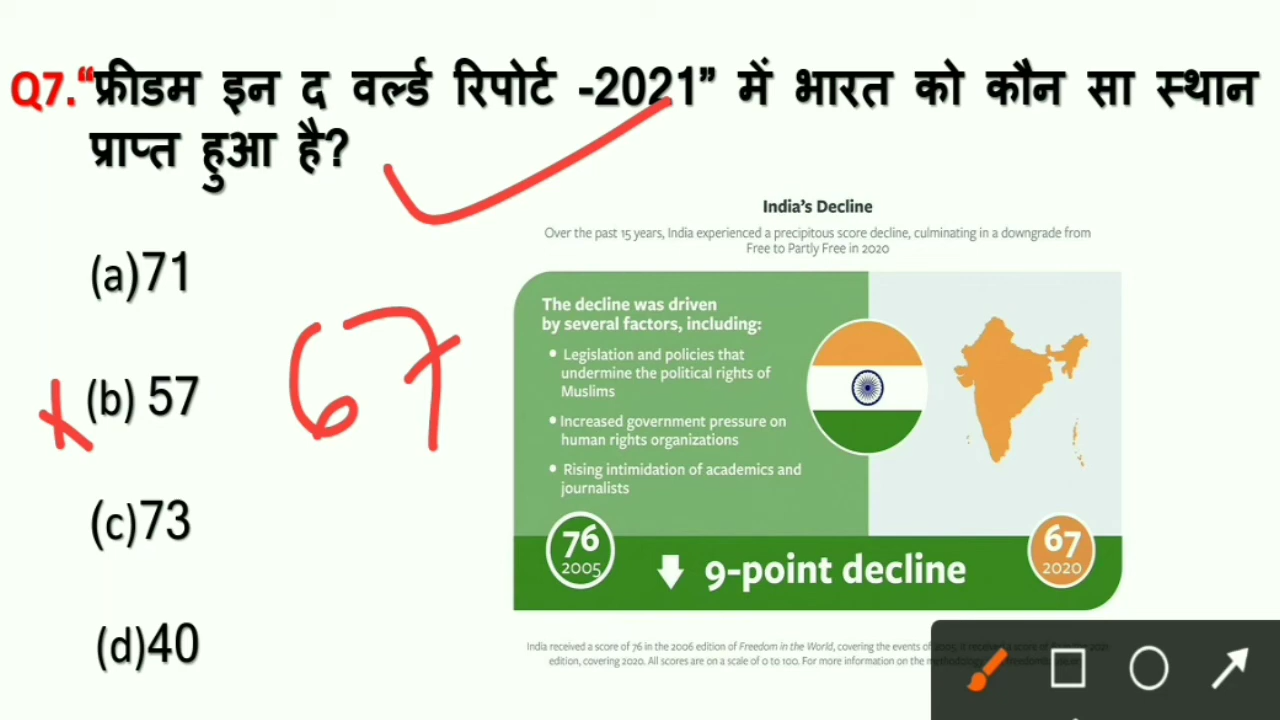 Q7.“फ्रीडम इन द वर्ल्ड रिपोर्ट -2021” में भारत को कौन सा स्थान
प्राप्त हुआ है?
(a)71
(b) 57
(c)73
(d)40
67
India's Decline
Over the past 15 years, India experienced a precipitous score decline, culminating in a downgrade from
Free to Partly Free in 2020
The decline was driven
by several factors, including:
• Legislation and policies that
undermine the political rights of
Muslims
• Increased government pressure on
human rights organizations
• Rising intimidation of academics and
journalists
76
2005
9-point decline
67
2020
India received a score of 76 in the 2006 edition of Freedom in the World, covering the events of 2005. It received a score of
edition, covering 2020. All scores are on a scale of 0 to 100. For more information on the